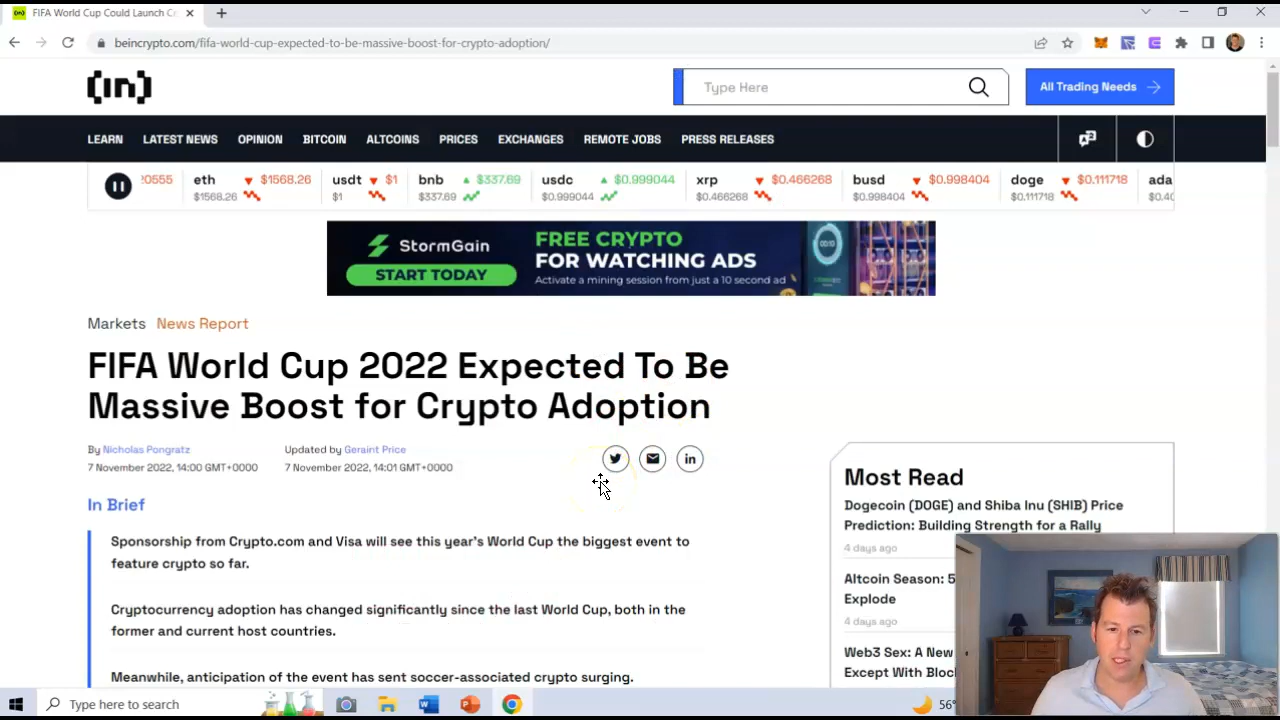 FIFA World Cup Could Launch Cr
beincrypto.com/fifa-world-cup-expected-to-be-massive-boost-for-crypto-adoption/
[in]
Type Here
All Trading Needs
LEARN LATEST NEWS OPINION BITCOIN ALTCOINS PRICES EXCHANGES REMOTE JOBS PRESS RELEASES
20555 eth $1568.26 usdt $1 bnb $337.69 usdc $0.999044 xrp $0.466268 busd $0.998404 doge $0.111718 ada
$1568.26 $1 $337.69 $0.999044 $0.466268 $0.998404 $0.111718 $0.40
StormGain
START TODAY
FREE CRYPTO
FOR WATCHING ADS
Activate a mining session from just a 10 second ad
00:10
Markets News Report
FIFA World Cup 2022 Expected To Be
Massive Boost for Crypto Adoption
By Nicholas Pongratz
7 November 2022, 14:00 GMT+0000
Updated by Geraint Price
7 November 2022, 14:01 GMT+0000
in
In Brief
Sponsorship from Crypto.com and Visa will see this year's World Cup the biggest event to
feature crypto so far.
Cryptocurrency adoption has changed significantly since the last World Cup, both in the
former and current host countries.
Meanwhile, anticipation of the event has sent soccer-associated crypto surging.
Most Read
Dogecoin (DOGE) and Shiba Inu (SHIB) Price
Prediction: Building Strength for a Rally
4 days ago
Altcoin Season: 5
Explode
4 days ago
Web3 Sex: A New
Except With Bloc
Type here to search
56°